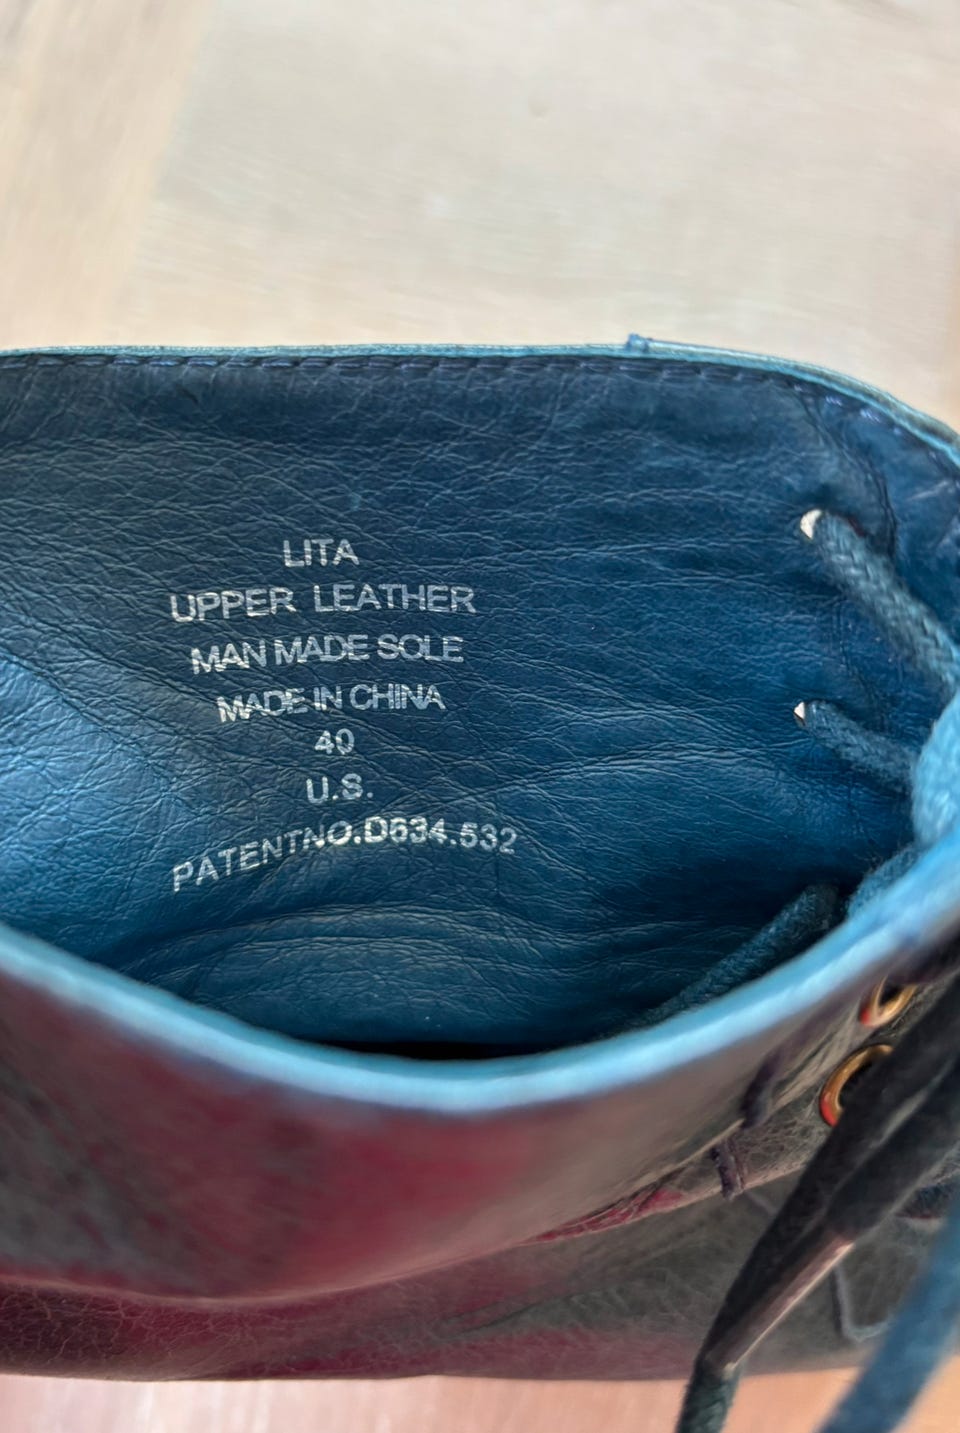 LITA
UPPER LEATHER
MAN MADE SOLE
MADE IN CHINA
40
U.S.
PATENTNO.D634.532